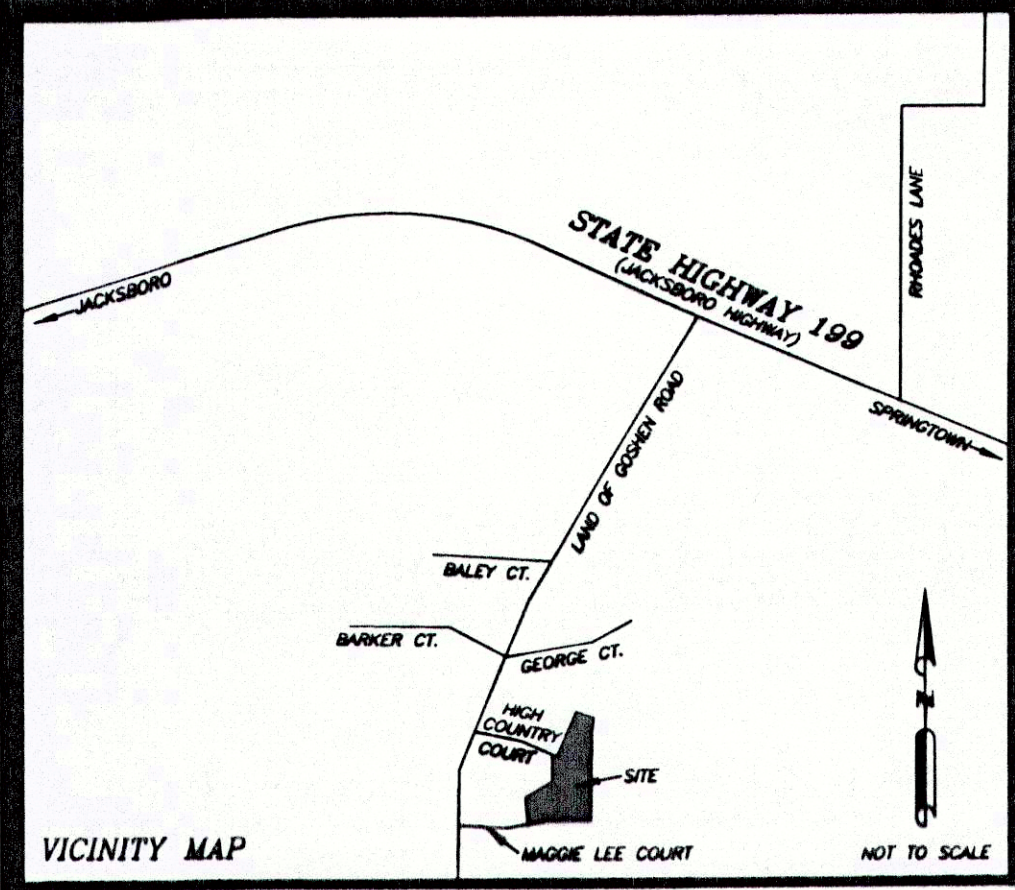 RHOADES LANE
STATE HIGHWAY 199
(JACKSBORO HIGHWAY)
JACKSBORO
SPRINGTOWN
LAND OF GOSHEN ROAD
BALEY CT.
BARKER CT.
GEORGE CT.
HIGH
COUNTRY
COURT
SITE
N
MAGGIE LEE COURT
VICINITY MAP
NOT TO SCALE